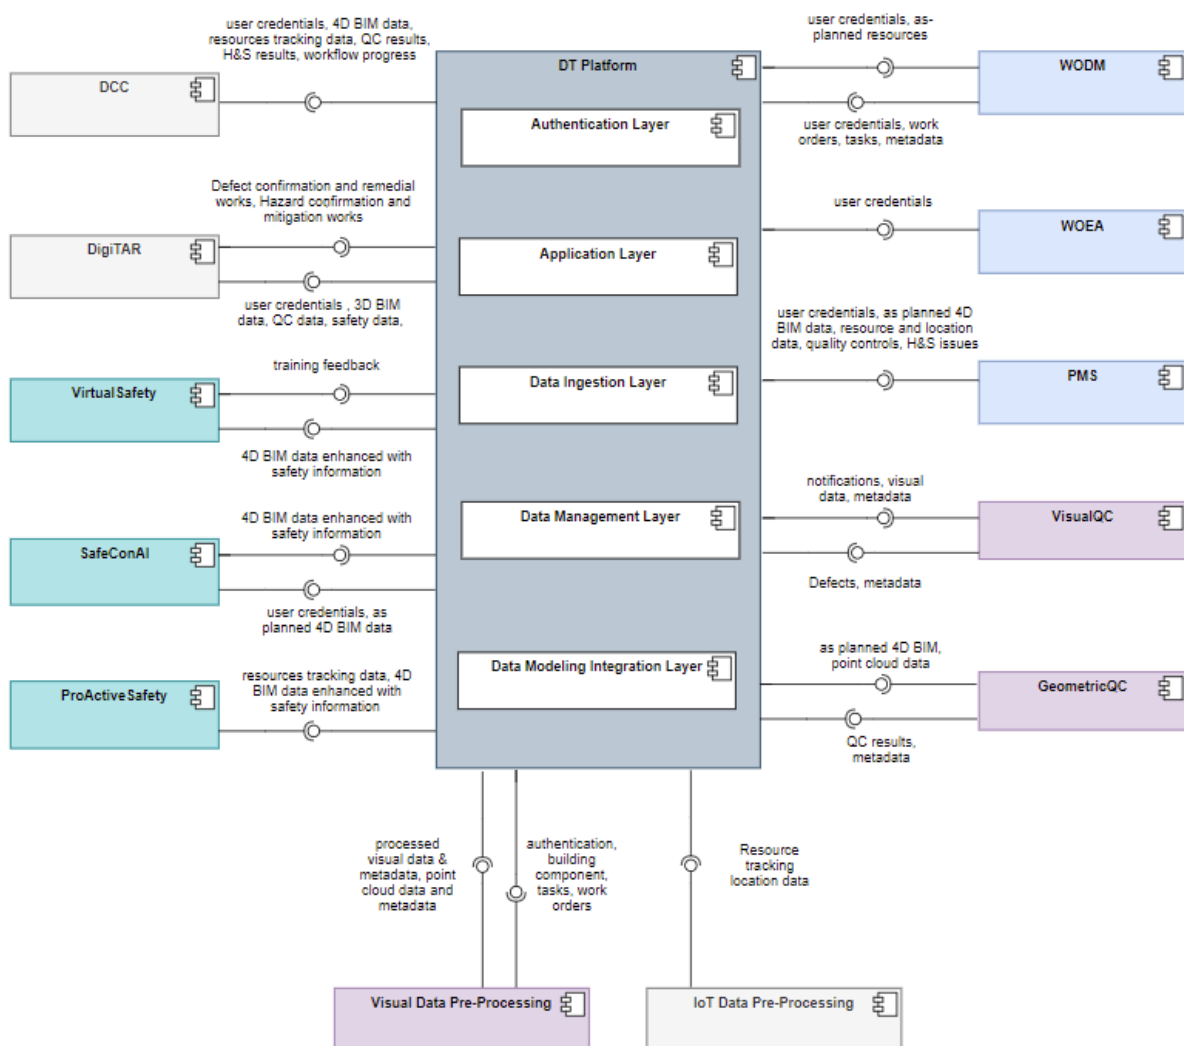 user credentials, 4D BIM data,
resources tracking data, QC results,
H&S results, workflow progress
DCC
DT Platform
user credentials, as-
planned resources
WODM
Authentication Layer
user credentials, work
orders, tasks, metadata
Defect confirmation and remedial
works, Hazard confirmation and
mitigation works
DigiTAR
user credentials , 3D BIM
data, QC data, safety data,
Application Layer
user credentials
WOEA
user credentials, as planned 4D
BIM data, resource and location
data, quality controls, H&S issues
PMS
training feedback
VirtualSafety
4D BIM data enhanced with
safety information
Data Ingestion Layer
notifications, visual
data, metadata
VisualQC
Defects, metadata
4D BIM data enhanced with
safety information
SafeConAI
user credentials, as
planned 4D BIM data
Data Management Layer
as planned 4D BIM,
point cloud data
GeometricQC
QC results,
metadata
resources tracking data, 4D
BIM data enhanced with
safety information
ProActiveSafety
Data Modeling Integration Layer
processed
visual data &
metadata, point
cloud data and
metadata
authentication,
building
component,
tasks, work
orders
Resource
tracking
location data
Visual Data Pre-Processing
IoT Data Pre-Processing